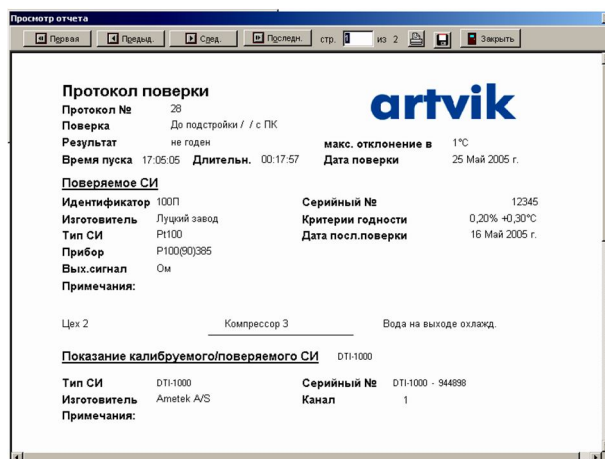 Просмотр отчета
Первая Предыд. След. Последн. стр. 1 из 2 Закрыть
Протокол поверки
artvik
Протокол № 28
Поверка До подстройки / / с ПК
Результат не годен макс. отклонение в 1°C
Время пуска 17:05:05 Длительн. 00:17:57 Дата поверки 25 Май 2005 г.
Поверяемое СИ
Идентификатор 100П Серийный № 12345
Изготовитель Луцкий завод Критерии годности 0,20% +0,30°C
Тип СИ Pt100 Дата посл.поверки 16 Май 2005 г.
Прибор P100(90)385
Вых.сигнал Ом
Примечания:
Цех 2 Компрессор 3 Вода на выходе охлажд.
Показание калибруемого/поверяемого СИ DTI-1000
Тип СИ DTI-1000 Серийный № DTI-1000 - 944898
Изготовитель Ametek A/S Канал 1
Примечания: